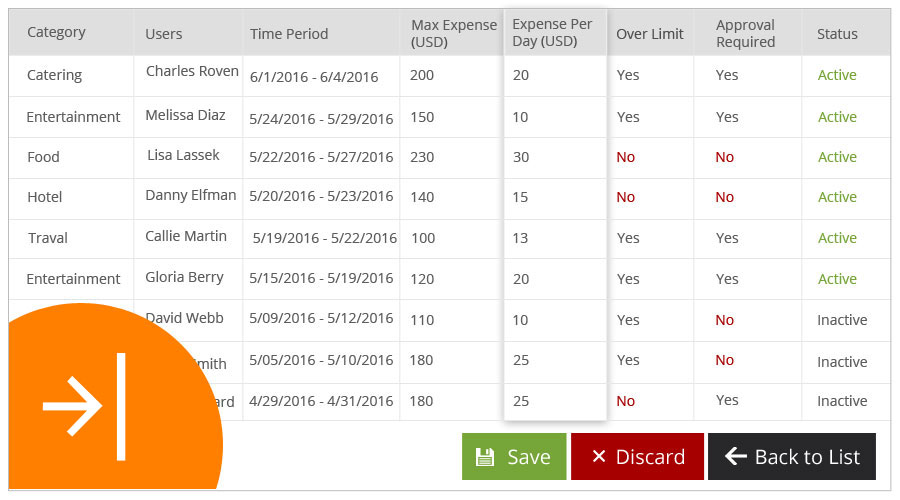 Category Users Time Period Max Expense (USD) Expense Per Day (USD) Over Limit Approval Required Status
Catering Charles Roven 6/1/2016 - 6/4/2016 200 20 Yes Yes Active
Entertainment Melissa Diaz 5/24/2016 - 5/29/2016 150 10 Yes Yes Active
Food Lisa Lassek 5/22/2016 - 5/27/2016 230 30 No No Active
Hotel Danny Elfman 5/20/2016 - 5/23/2016 140 15 No No Active
Traval Callie Martin 5/19/2016 - 5/22/2016 100 13 Yes Yes Active
Entertainment Gloria Berry 5/15/2016 - 5/19/2016 120 20 Yes Yes Active
David Webb 5/09/2016 - 5/12/2016 110 10 Yes No Inactive
5/05/2016 - 5/10/2016 180 25 Yes No Inactive
4/29/2016 - 4/31/2016 180 25 No Yes Inactive
Save Discard Back to List